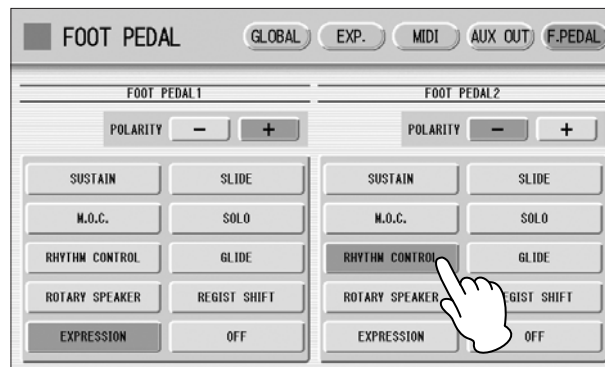 FOOT PEDAL GLOBAL EXP. MIDI AUX OUT F.PEDAL
FOOT PEDAL1 FOOT PEDAL2
POLARITY − + POLARITY − +
SUSTAIN SLIDE SUSTAIN SLIDE
M.O.C. SOLO M.O.C. SOLO
RHYTHM CONTROL GLIDE RHYTHM CONTROL GLIDE
ROTARY SPEAKER REGIST SHIFT ROTARY SPEAKER SHIFT
EXPRESSION OFF EXPRESSION OFF